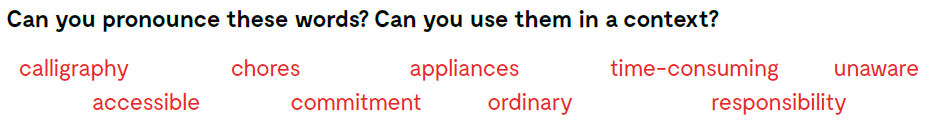 Can you pronounce these words? Can you use them in a context?
calligraphy chores appliances time-consuming unaware
accessible commitment ordinary responsibility